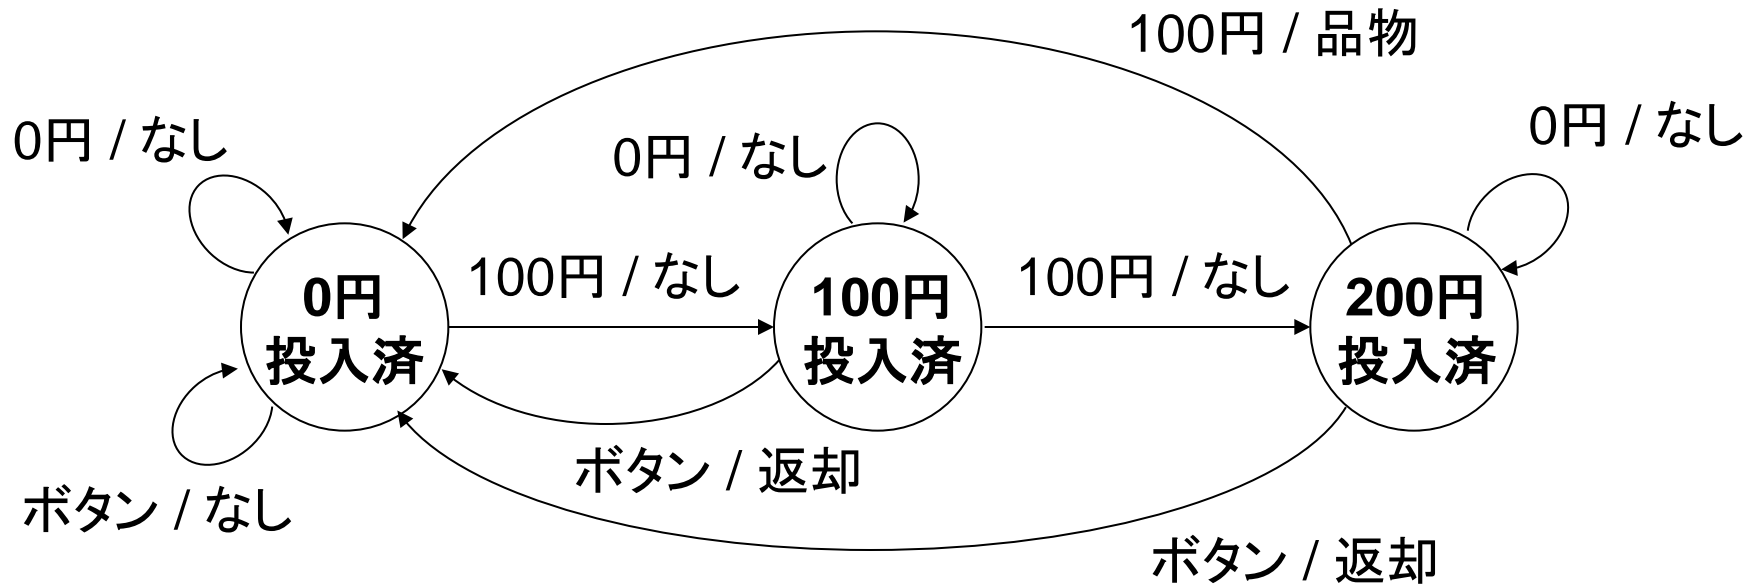 100円 / 品物
0円 / なし
0円 / なし
0円 / なし
100円 / なし
100円 / なし
0円
投入済
100円
投入済
200円
投入済
ボタン / 返却
ボタン / なし
ボタン / 返却